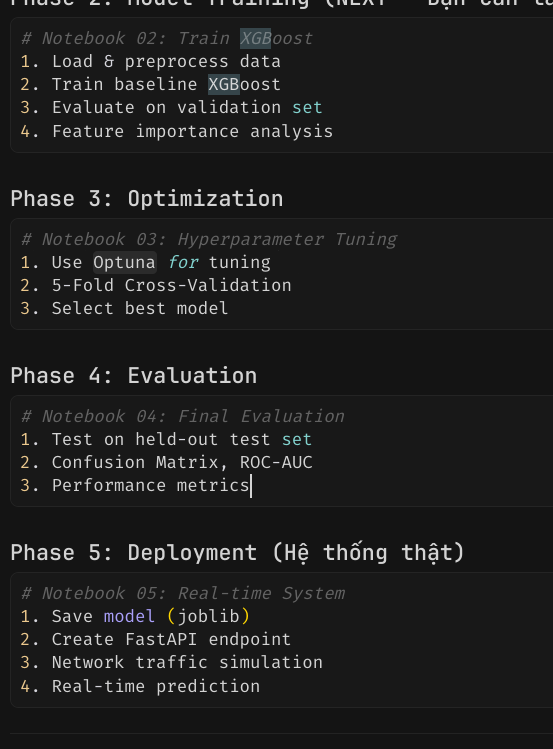 Phase 2: Model Training (NEXT - Bạn cần
# Notebook 02: Train XGBoost
1. Load & preprocess data
2. Train baseline XGBoost
3. Evaluate on validation set
4. Feature importance analysis
Phase 3: Optimization
# Notebook 03: Hyperparameter Tuning
1. Use Optuna for tuning
2. 5-Fold Cross-Validation
3. Select best model
Phase 4: Evaluation
# Notebook 04: Final Evaluation
1. Test on held-out test set
2. Confusion Matrix, ROC-AUC
3. Performance metrics
Phase 5: Deployment (Hệ thống thật)
# Notebook 05: Real-time System
1. Save model (joblib)
2. Create FastAPI endpoint
3. Network traffic simulation
4. Real-time prediction